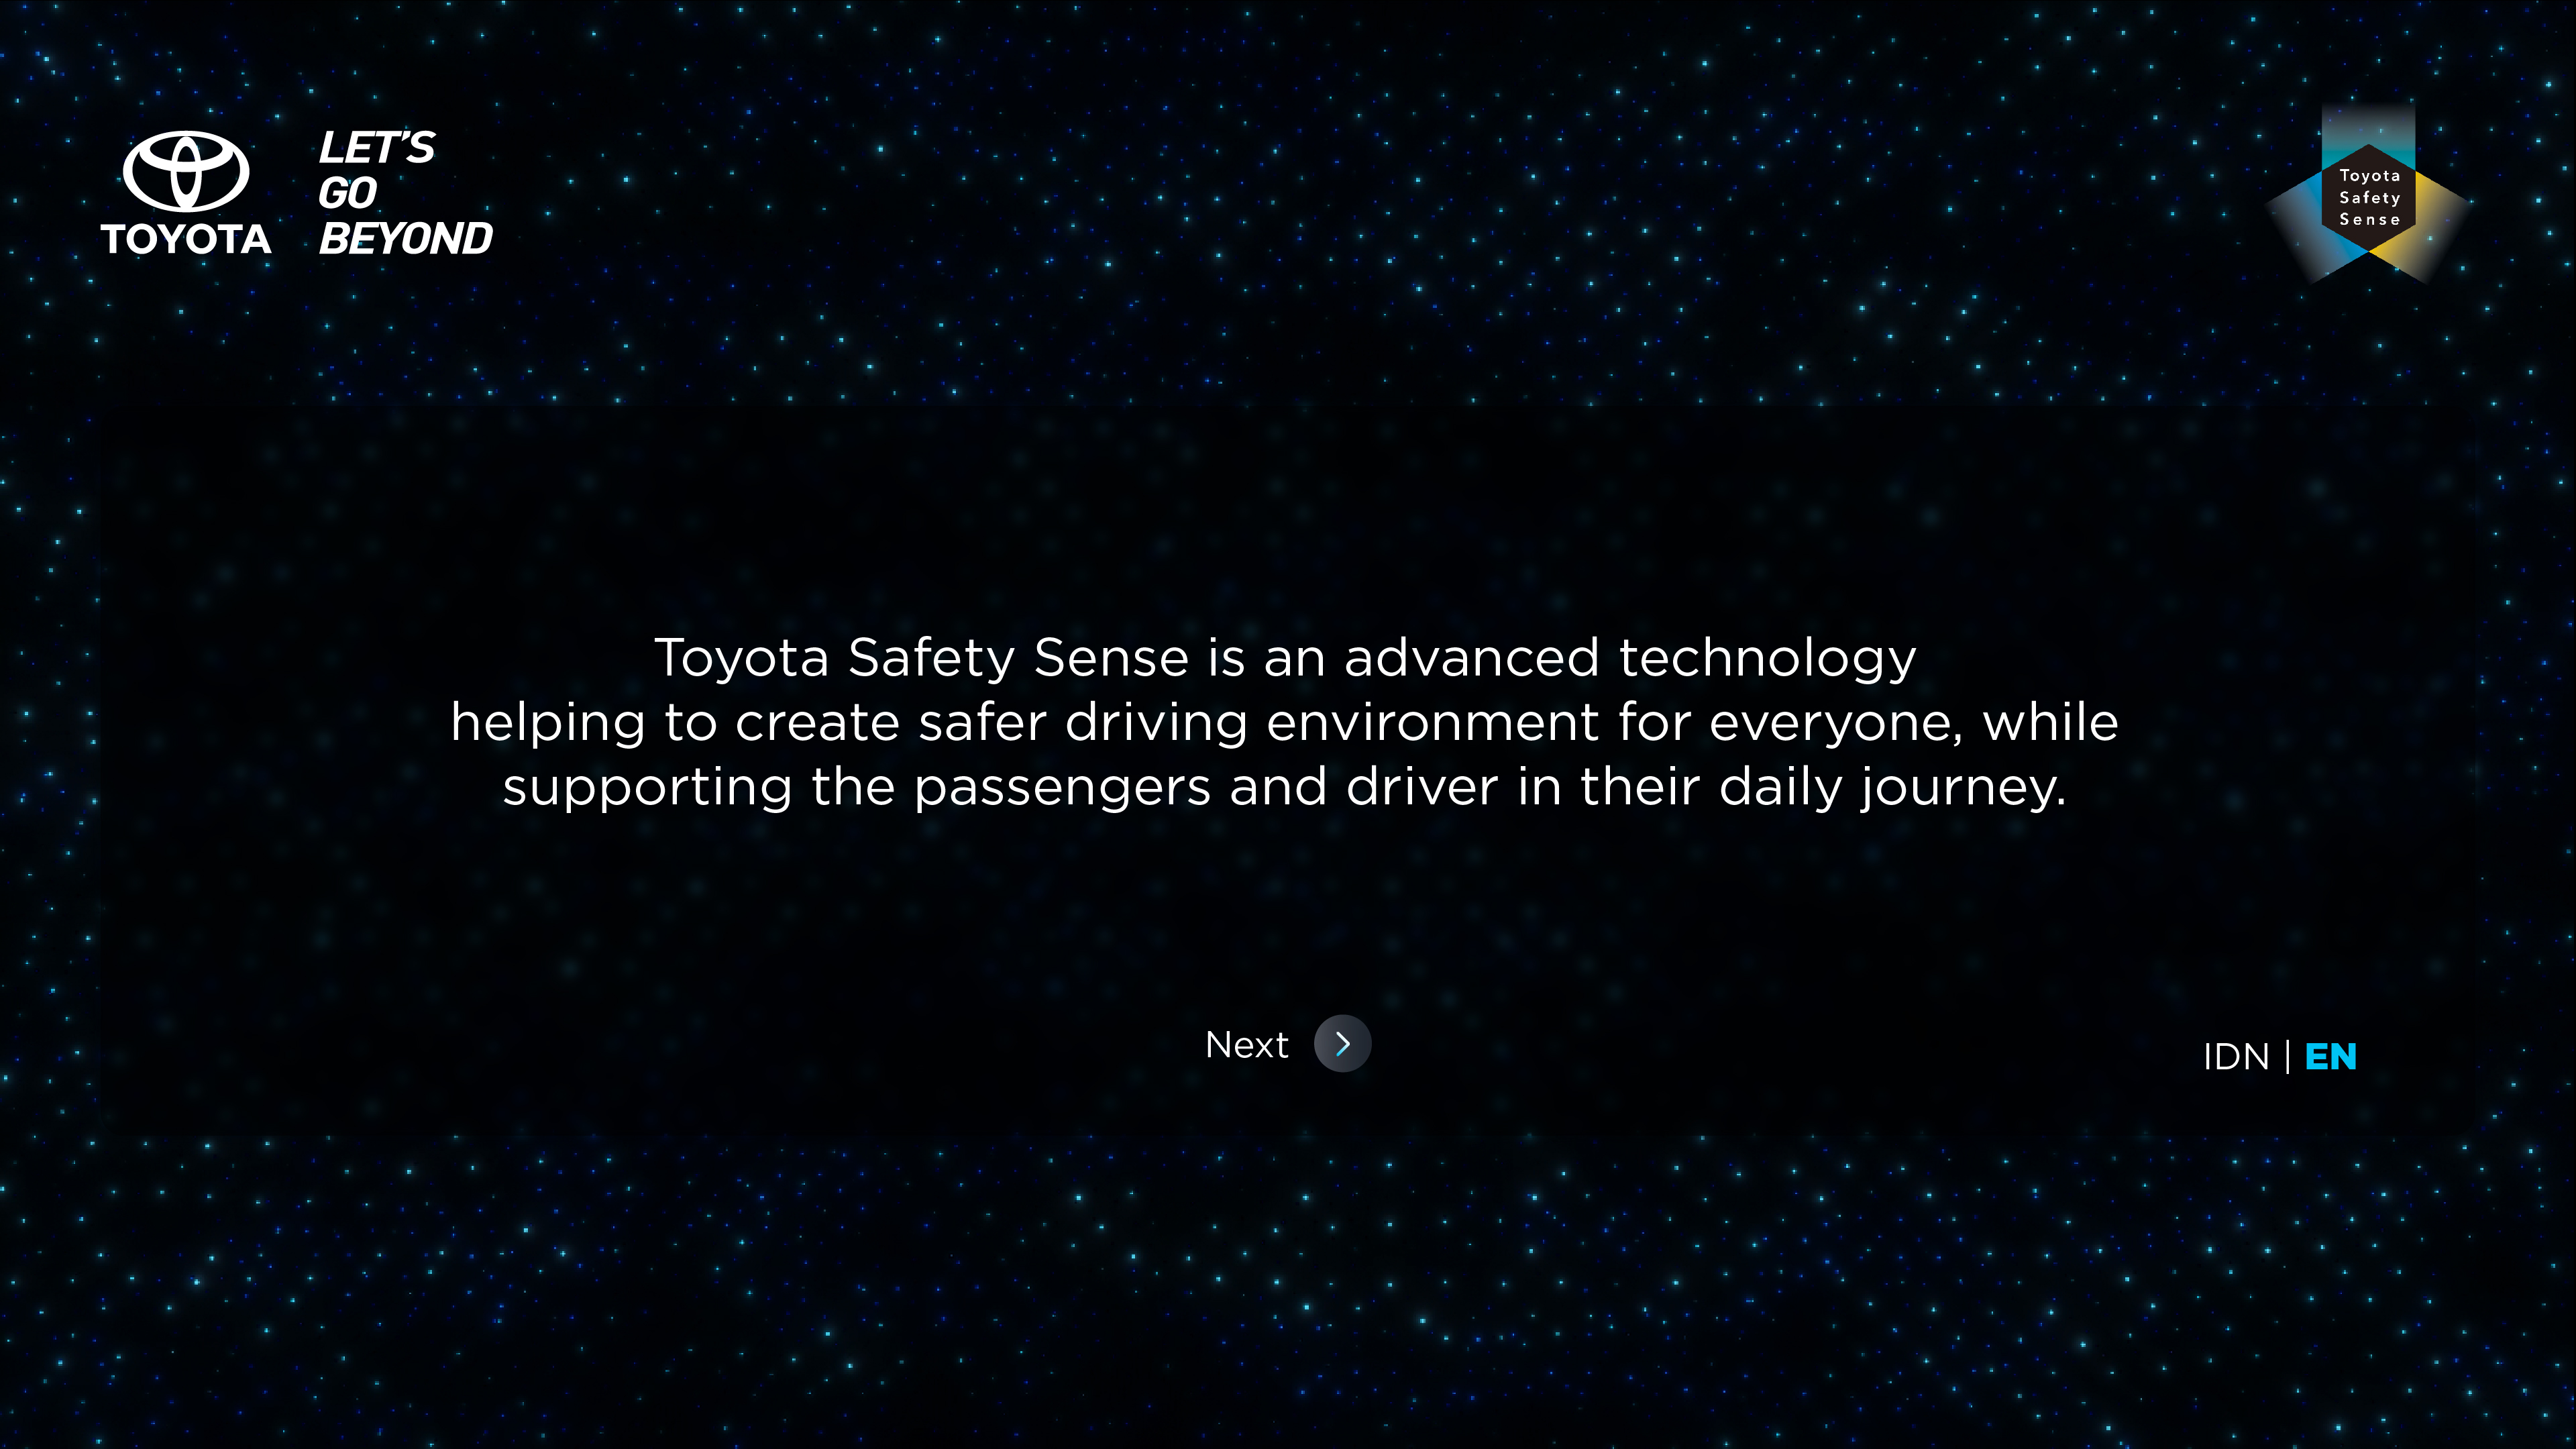 TOYOTA
LET'S
GO
BEYOND
Toyota
Safety
Sense
Toyota Safety Sense is an advanced technology
helping to create safer driving environment for everyone, while
supporting the passengers and driver in their daily journey.
Next
IDN | EN